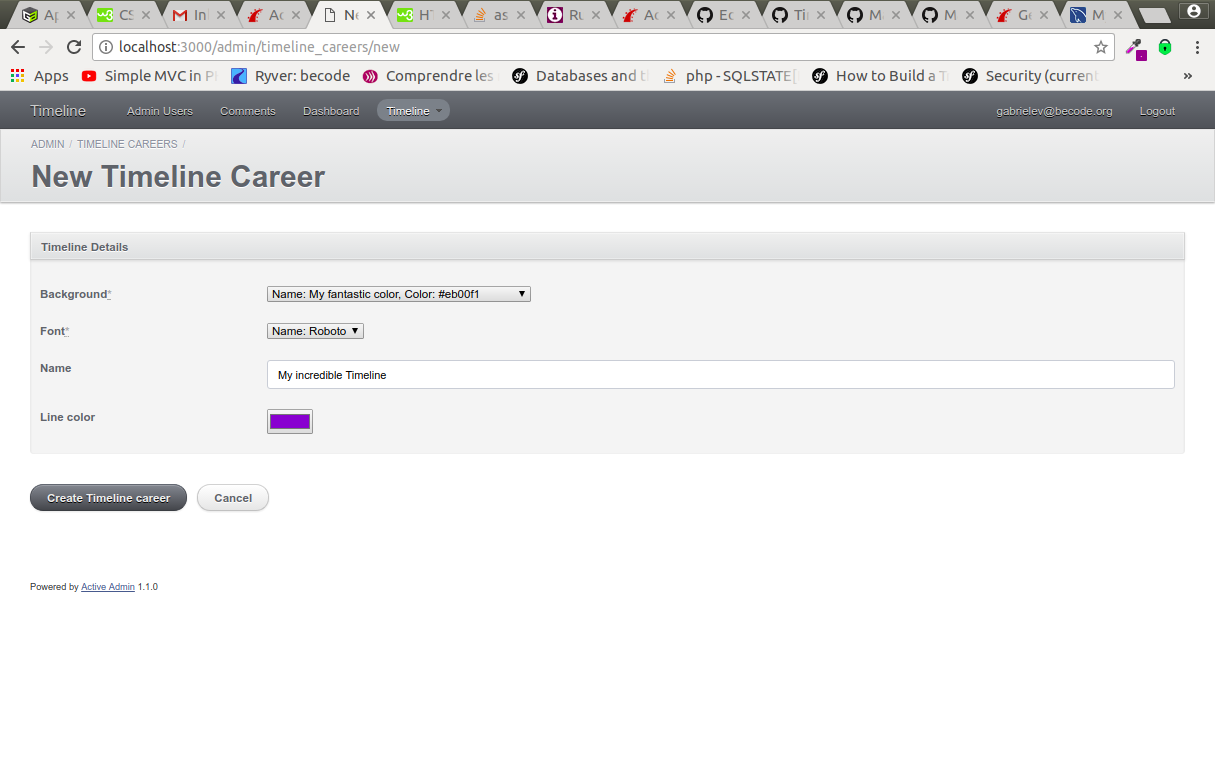 Ap CS In Ac Ne HT as Ru Ac Ec Ti M M Ge M
localhost:3000/admin/timeline_careers/new
Apps Simple MVC in P Ryver: becode Comprendre les Databases and t php - SQLSTATE[ How to Build a T Security (current »
Timeline Admin Users Comments Dashboard Timeline gabrielev@becode.org Logout
ADMIN / TIMELINE CAREERS /
New Timeline Career
Timeline Details
Background* Name: My fantastic color, Color: #eb00f1
Font* Name: Roboto
Name My incredible Timeline
Line color
Create Timeline career Cancel
Powered by Active Admin 1.1.0